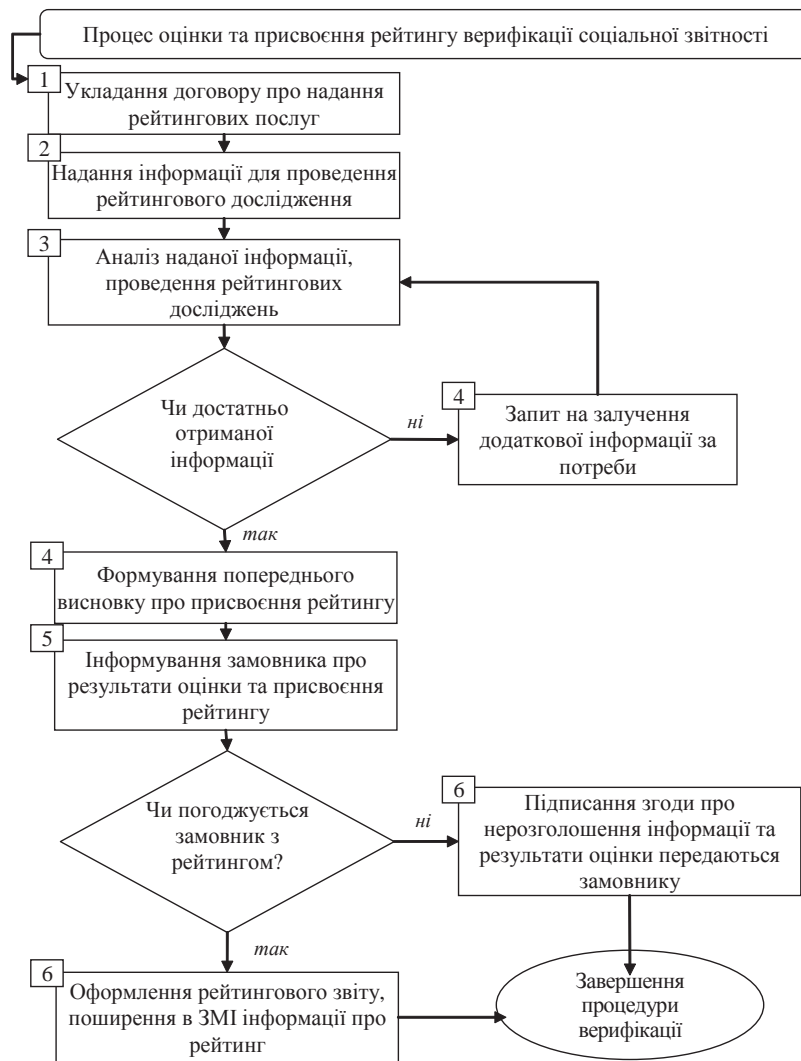 Процес оцінки та присвоєння рейтингу верифікації соціальної звітності
1
Укладання договору про надання
рейтингових послуг
2
Надання інформації для проведення
рейтингового дослідження
3
Аналіз наданої інформації,
проведення рейтингових
досліджень
Чи достатньо
отриманої
інформації
ні
4
Запит на залучення
додаткової інформації за
потреби
так
4
Формування попереднього
висновку про присвоєння рейтингу
5
Інформування замовника про
результати оцінки та присвоєння
рейтингу
Чи погоджується
замовник з
рейтингом?
ні
6
Підписання згоди про
нерозголошення інформації та
результати оцінки передаються
замовнику
так
6
Оформлення рейтингового звіту,
поширення в ЗМІ інформації про
рейтинг
Завершення
процедури
верифікації